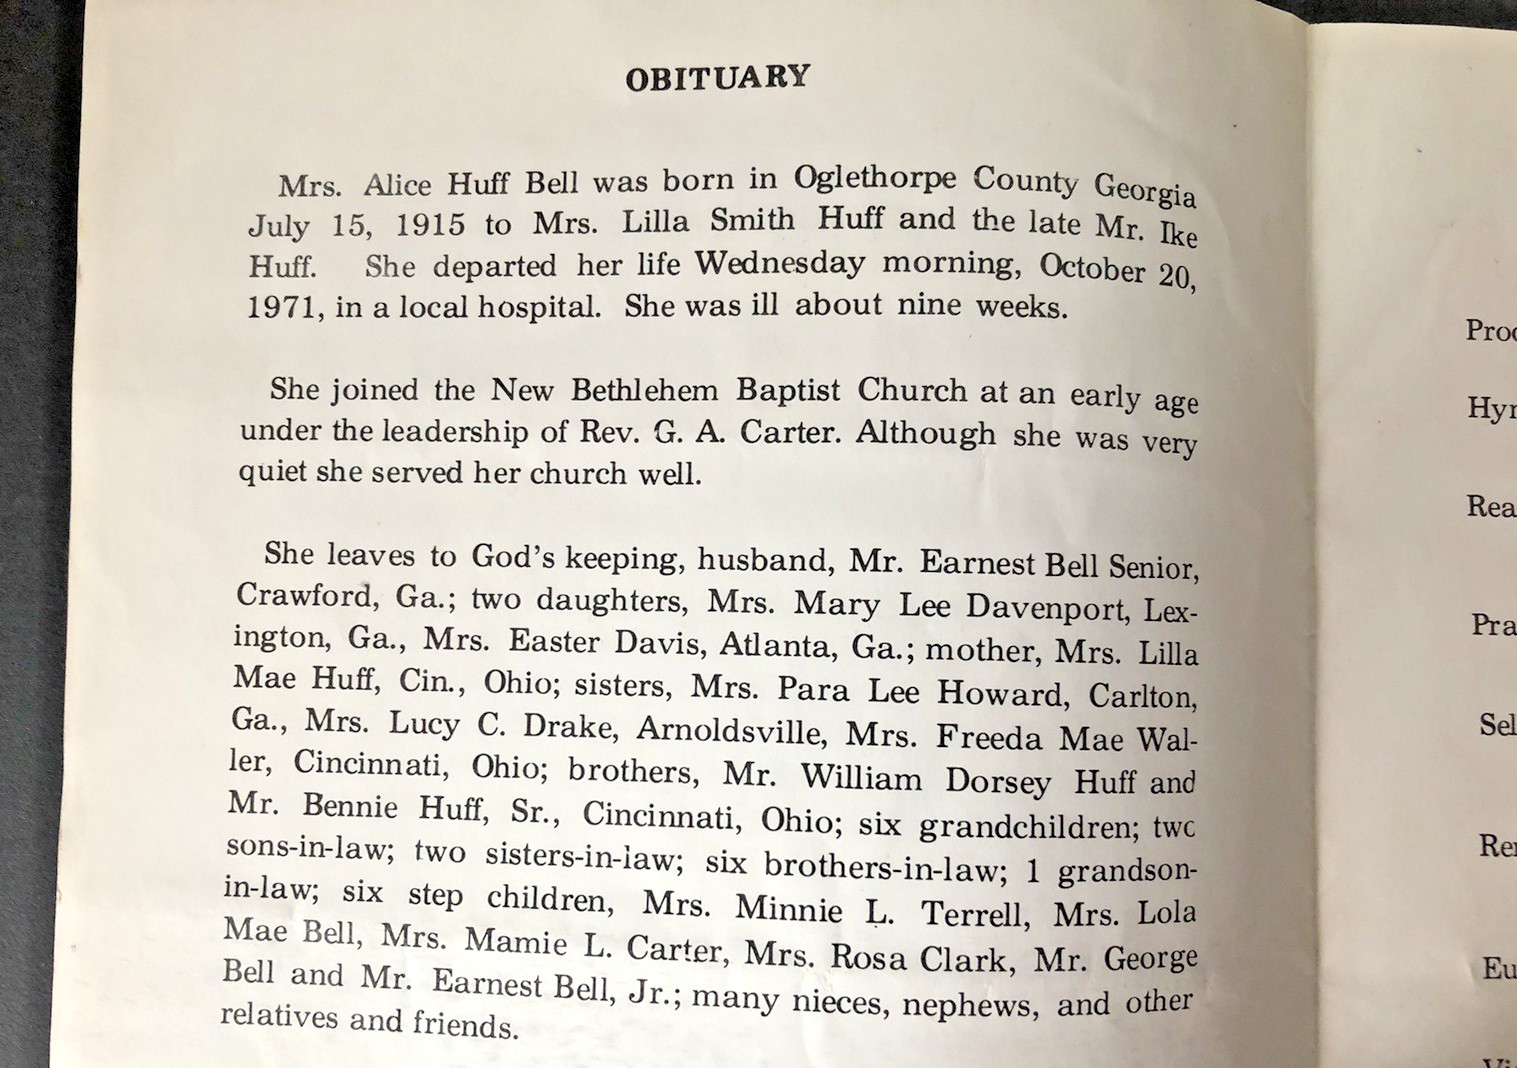 OBITUARY
Mrs. Alice Huff Bell was born in Oglethorpe County Georgia
July 15, 1915 to Mrs. Lilla Smith Huff and the late Mr. Ike
Huff. She departed her life Wednesday morning, October 20,
1971, in a local hospital. She was ill about nine weeks.
She joined the New Bethlehem Baptist Church at an early age
under the leadership of Rev. G. A. Carter. Although she was very
quiet she served her church well.
She leaves to God's keeping, husband, Mr. Earnest Bell Senior,
Crawford, Ga.; two daughters, Mrs. Mary Lee Davenport, Lex-
ington, Ga., Mrs. Easter Davis, Atlanta, Ga.; mother, Mrs. Lilla
Mae Huff, Cin., Ohio; sisters, Mrs. Para Lee Howard, Carlton,
Ga., Mrs. Lucy C. Drake, Arnoldsville, Mrs. Freeda Mae Wal-
ler, Cincinnati, Ohio; brothers, Mr. William Dorsey Huff and
Mr. Bennie Huff, Sr., Cincinnati, Ohio; six grandchildren; two
sons-in-law; two sisters-in-law; six brothers-in-law; 1 grandson-
in-law; six step children, Mrs. Minnie L. Terrell, Mrs. Lola
Mae Bell, Mrs. Mamie L. Carter, Mrs. Rosa Clark, Mr. George
Bell and Mr. Earnest Bell, Jr.; many nieces, nephews, and other
relatives and friends.